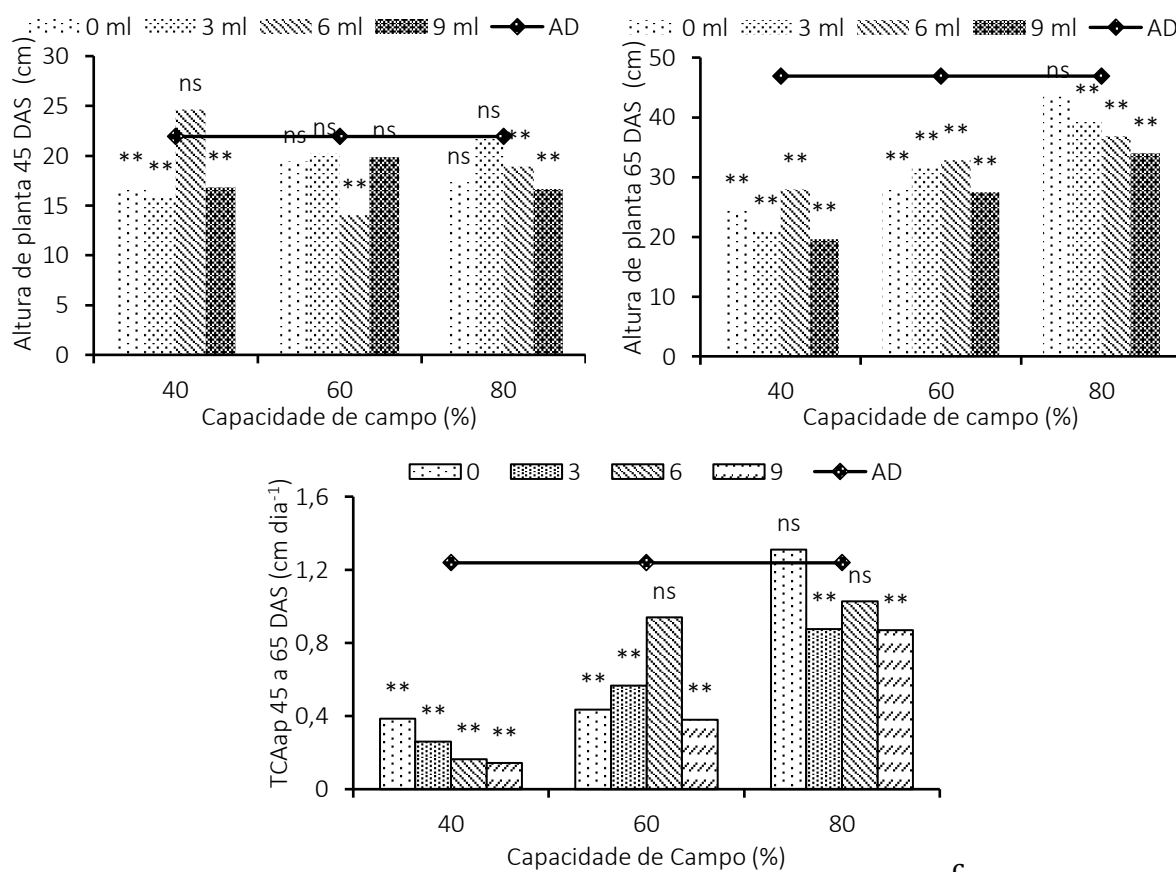 0 ml 3 ml 6 ml 9 ml AD
Altura de planta 45 DAS (cm)
30
25
20
15
10
5
0
** ** ns **
ns ns ** ns
ns ns ** **
40 60 80
Capacidade de campo (%)
0 ml 3 ml 6 ml 9 ml AD
Altura de planta 65 DAS (cm)
50
40
30
20
10
0
** ** ** **
** ** ** **
ns ** ** **
40 60 80
Capacidade de campo (%)
0 3 6 9 AD
TCAap 45 a 65 DAS (cm dia⁻¹)
1,6
1,2
0,8
0,4
0
** ** ** **
** ** ns **
ns ** ns **
40 60 80
Capacidade de Campo (%)